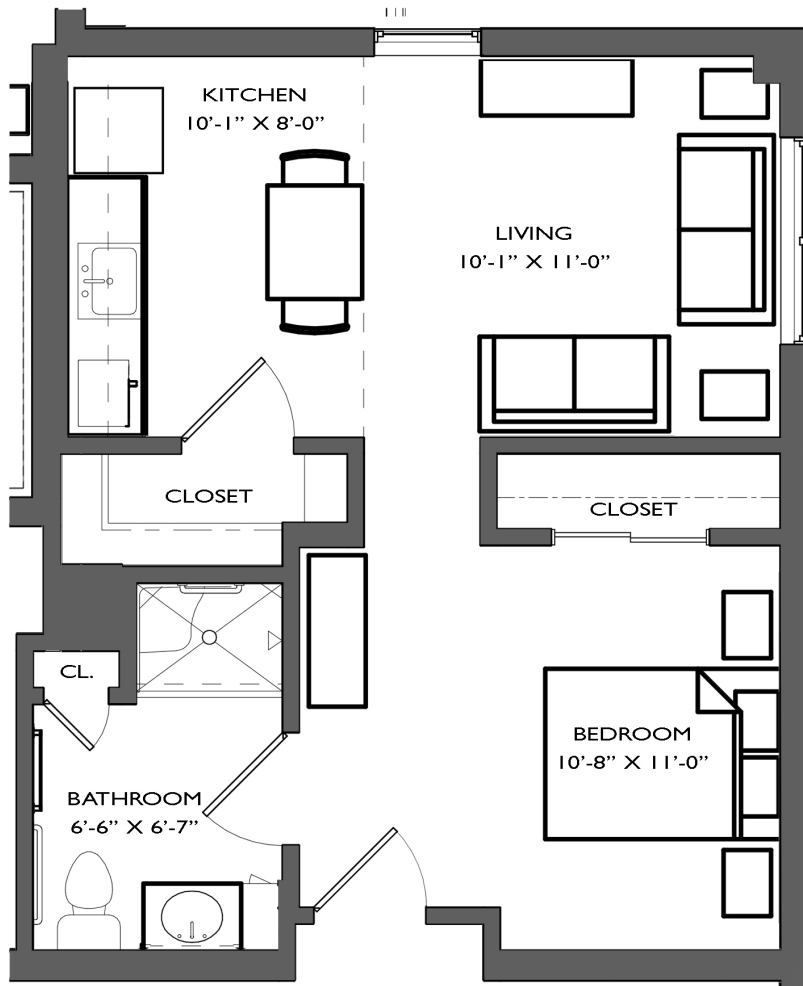 KITCHEN
10'-1” X 8'-0”
LIVING
10'-1” X 11'-0”
CLOSET
CLOSET
CL.
BEDROOM
10'-8” X 11'-0”
BATHROOM
6'-6” X 6'-7”